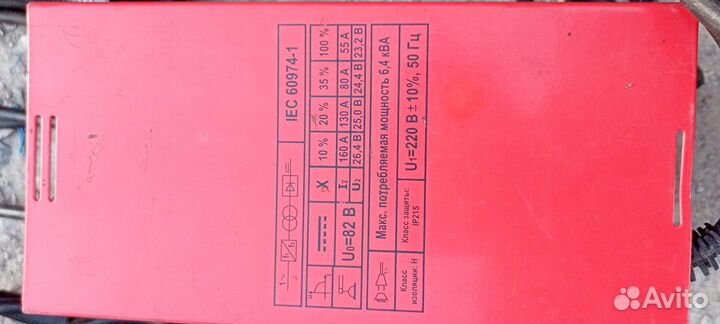 1~
IEC 60974-1
X 10 % 20 % 35 % 100 %
I₂ 160 А 130 А 80 А 55 А
U₀=82 В
U₂ 26,4 В 25,0 В 24,4 В 23,2 В
Макс. потребляемая мощность 6,4 кВА
Класс изоляции: Н
Класс защиты: IP21S
U₁=220 В ±10%, 50 Гц
Avito